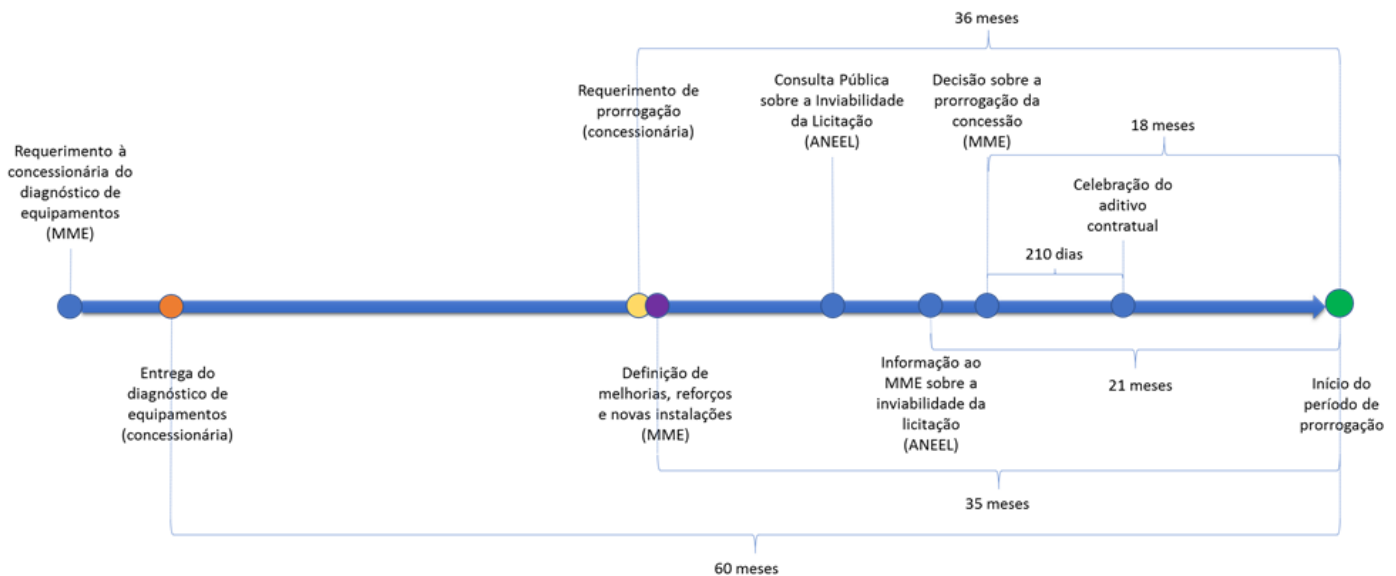 36 meses
Requerimento de
prorrogação
(concessionária)
Consulta Pública
sobre a Inviabilidade
da Licitação
(ANEEL)
Decisão sobre a
prorrogação da
concessão
(MME)
18 meses
Requerimento à
concessionária do
diagnóstico de
equipamentos
(MME)
Celebração do
aditivo
contratual
210 dias
Entrega do
diagnóstico de
equipamentos
(concessionária)
Definição de
melhorias, reforços
e novas instalações
(MME)
Informação ao
MME sobre a
inviabilidade da
licitação
(ANEEL)
21 meses
Início do
período de
prorrogação
35 meses
60 meses